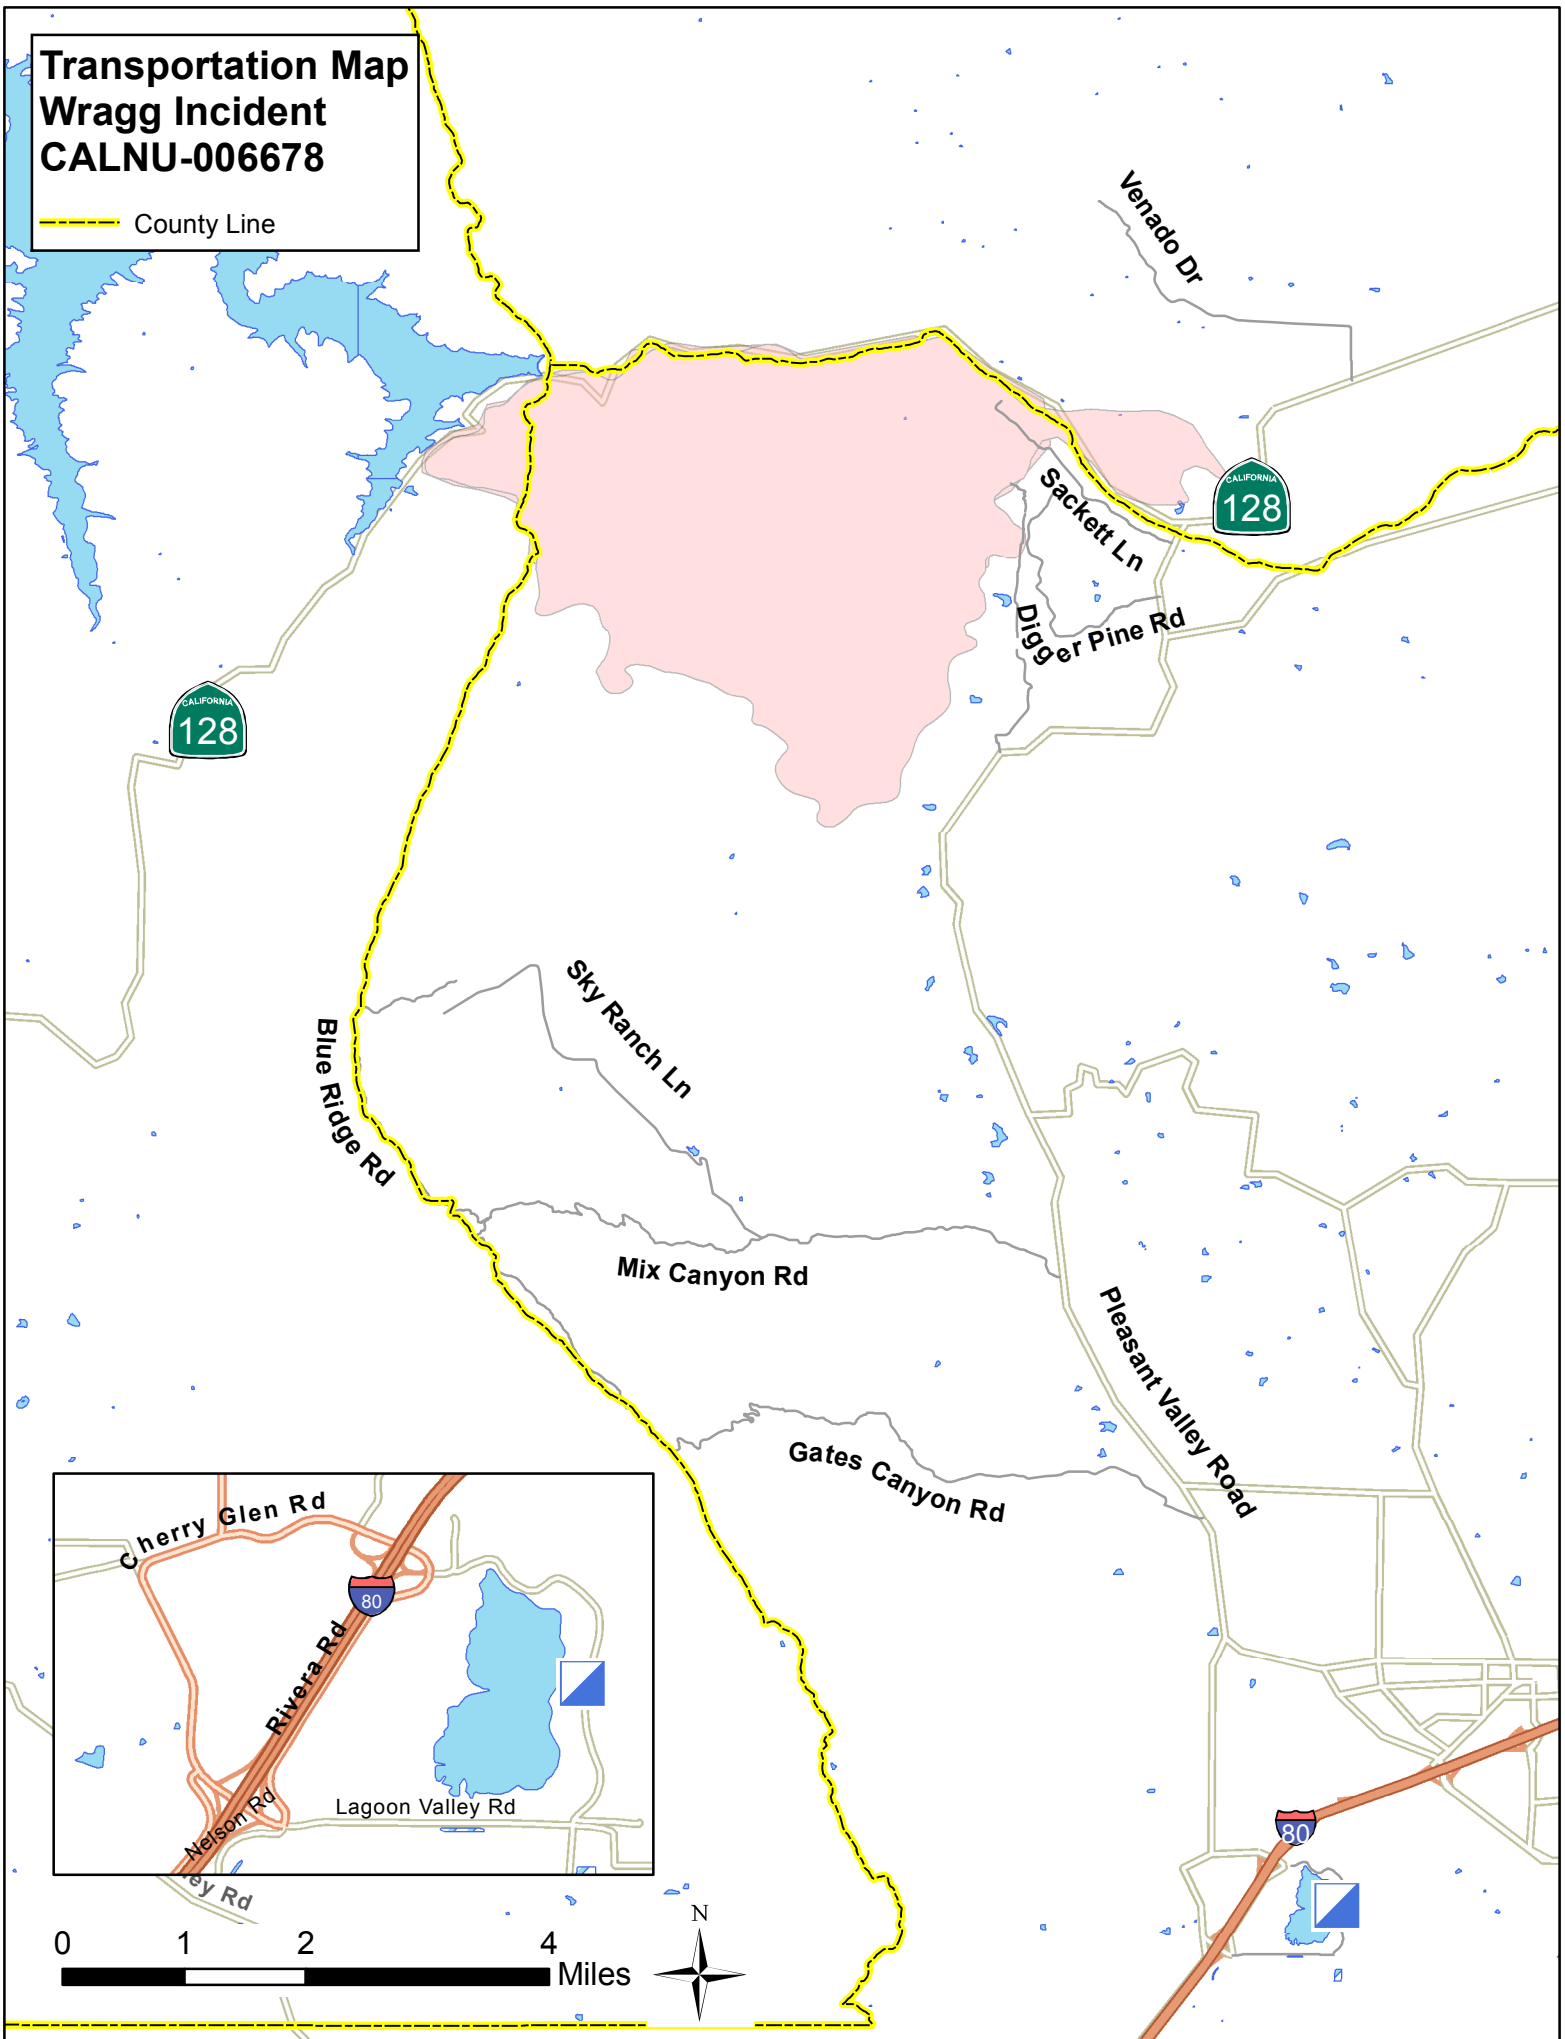 Transportation Map
Wragg Incident
CALNU-006678
County Line
Venado Dr
CALIFORNIA
128
Sackett Ln
Digger Pine Rd
CALIFORNIA
128
Sky Ranch Ln
Blue Ridge Rd
Mix Canyon Rd
Pleasant Valley Road
Gates Canyon Rd
Cherry Glen Rd
80
Rivera Rd
Lagoon Valley Rd
Nelson Rd
ey Rd
80
0 1 2 4
Miles
N